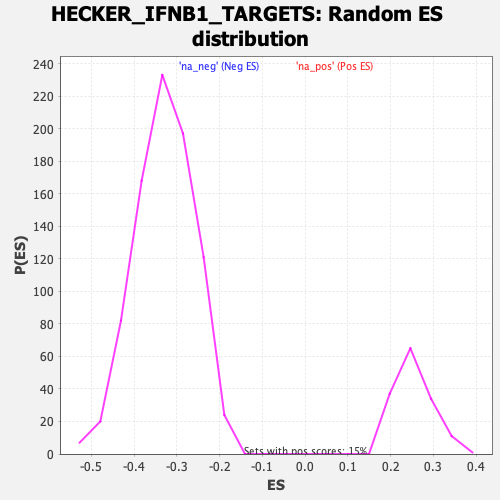 HECKER_IFNB1_TARGETS: Random ES
distribution
'na_neg' (Neg ES) 'na_pos' (Pos ES)
240
220
200
180
160
140
120
100
80
60
40
20
0
P(ES)
Sets with pos scores: 15%
-0.5 -0.4 -0.3 -0.2 -0.1 0.0 0.1 0.2 0.3 0.4
ES